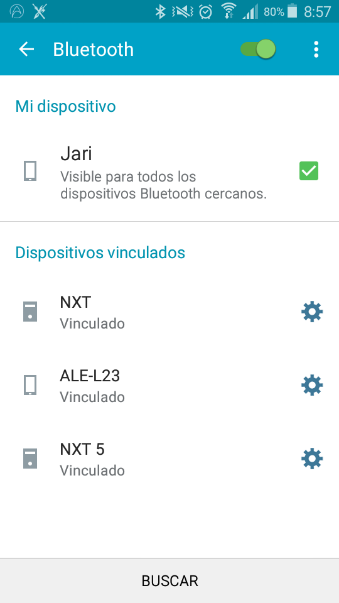 80% 8:57
Bluetooth
Mi dispositivo
Jari
Visible para todos los
dispositivos Bluetooth cercanos.
Dispositivos vinculados
NXT
Vinculado
ALE-L23
Vinculado
NXT 5
Vinculado
BUSCAR